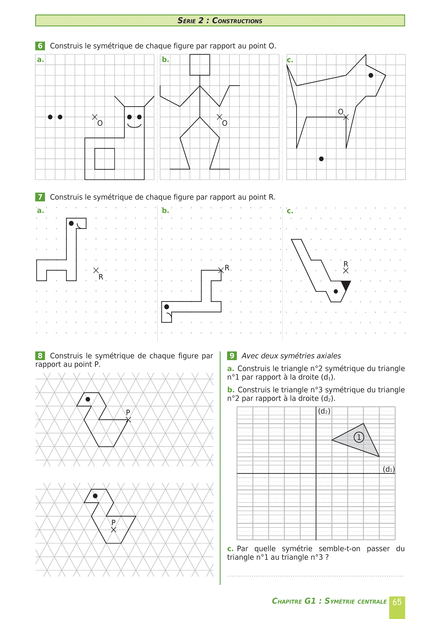 SÉRIE 2 : CONSTRUCTIONS
6 Construis le symétrique de chaque figure par rapport au point O.
a.
b.
c.
O
O
O
7 Construis le symétrique de chaque figure par rapport au point R.
a.
b.
c.
R
R
R
8 Construis le symétrique de chaque figure par
rapport au point P.
P
P
9 Avec deux symétries axiales
a. Construis le triangle n°2 symétrique du triangle
n°1 par rapport à la droite (d₁).
b. Construis le triangle n°3 symétrique du triangle
n°2 par rapport à la droite (d₂).
(d₂)
1
(d₁)
c. Par quelle symétrie semble-t-on passer du
triangle n°1 au triangle n°3 ?
CHAPITRE G1 : SYMÉTRIE CENTRALE 65